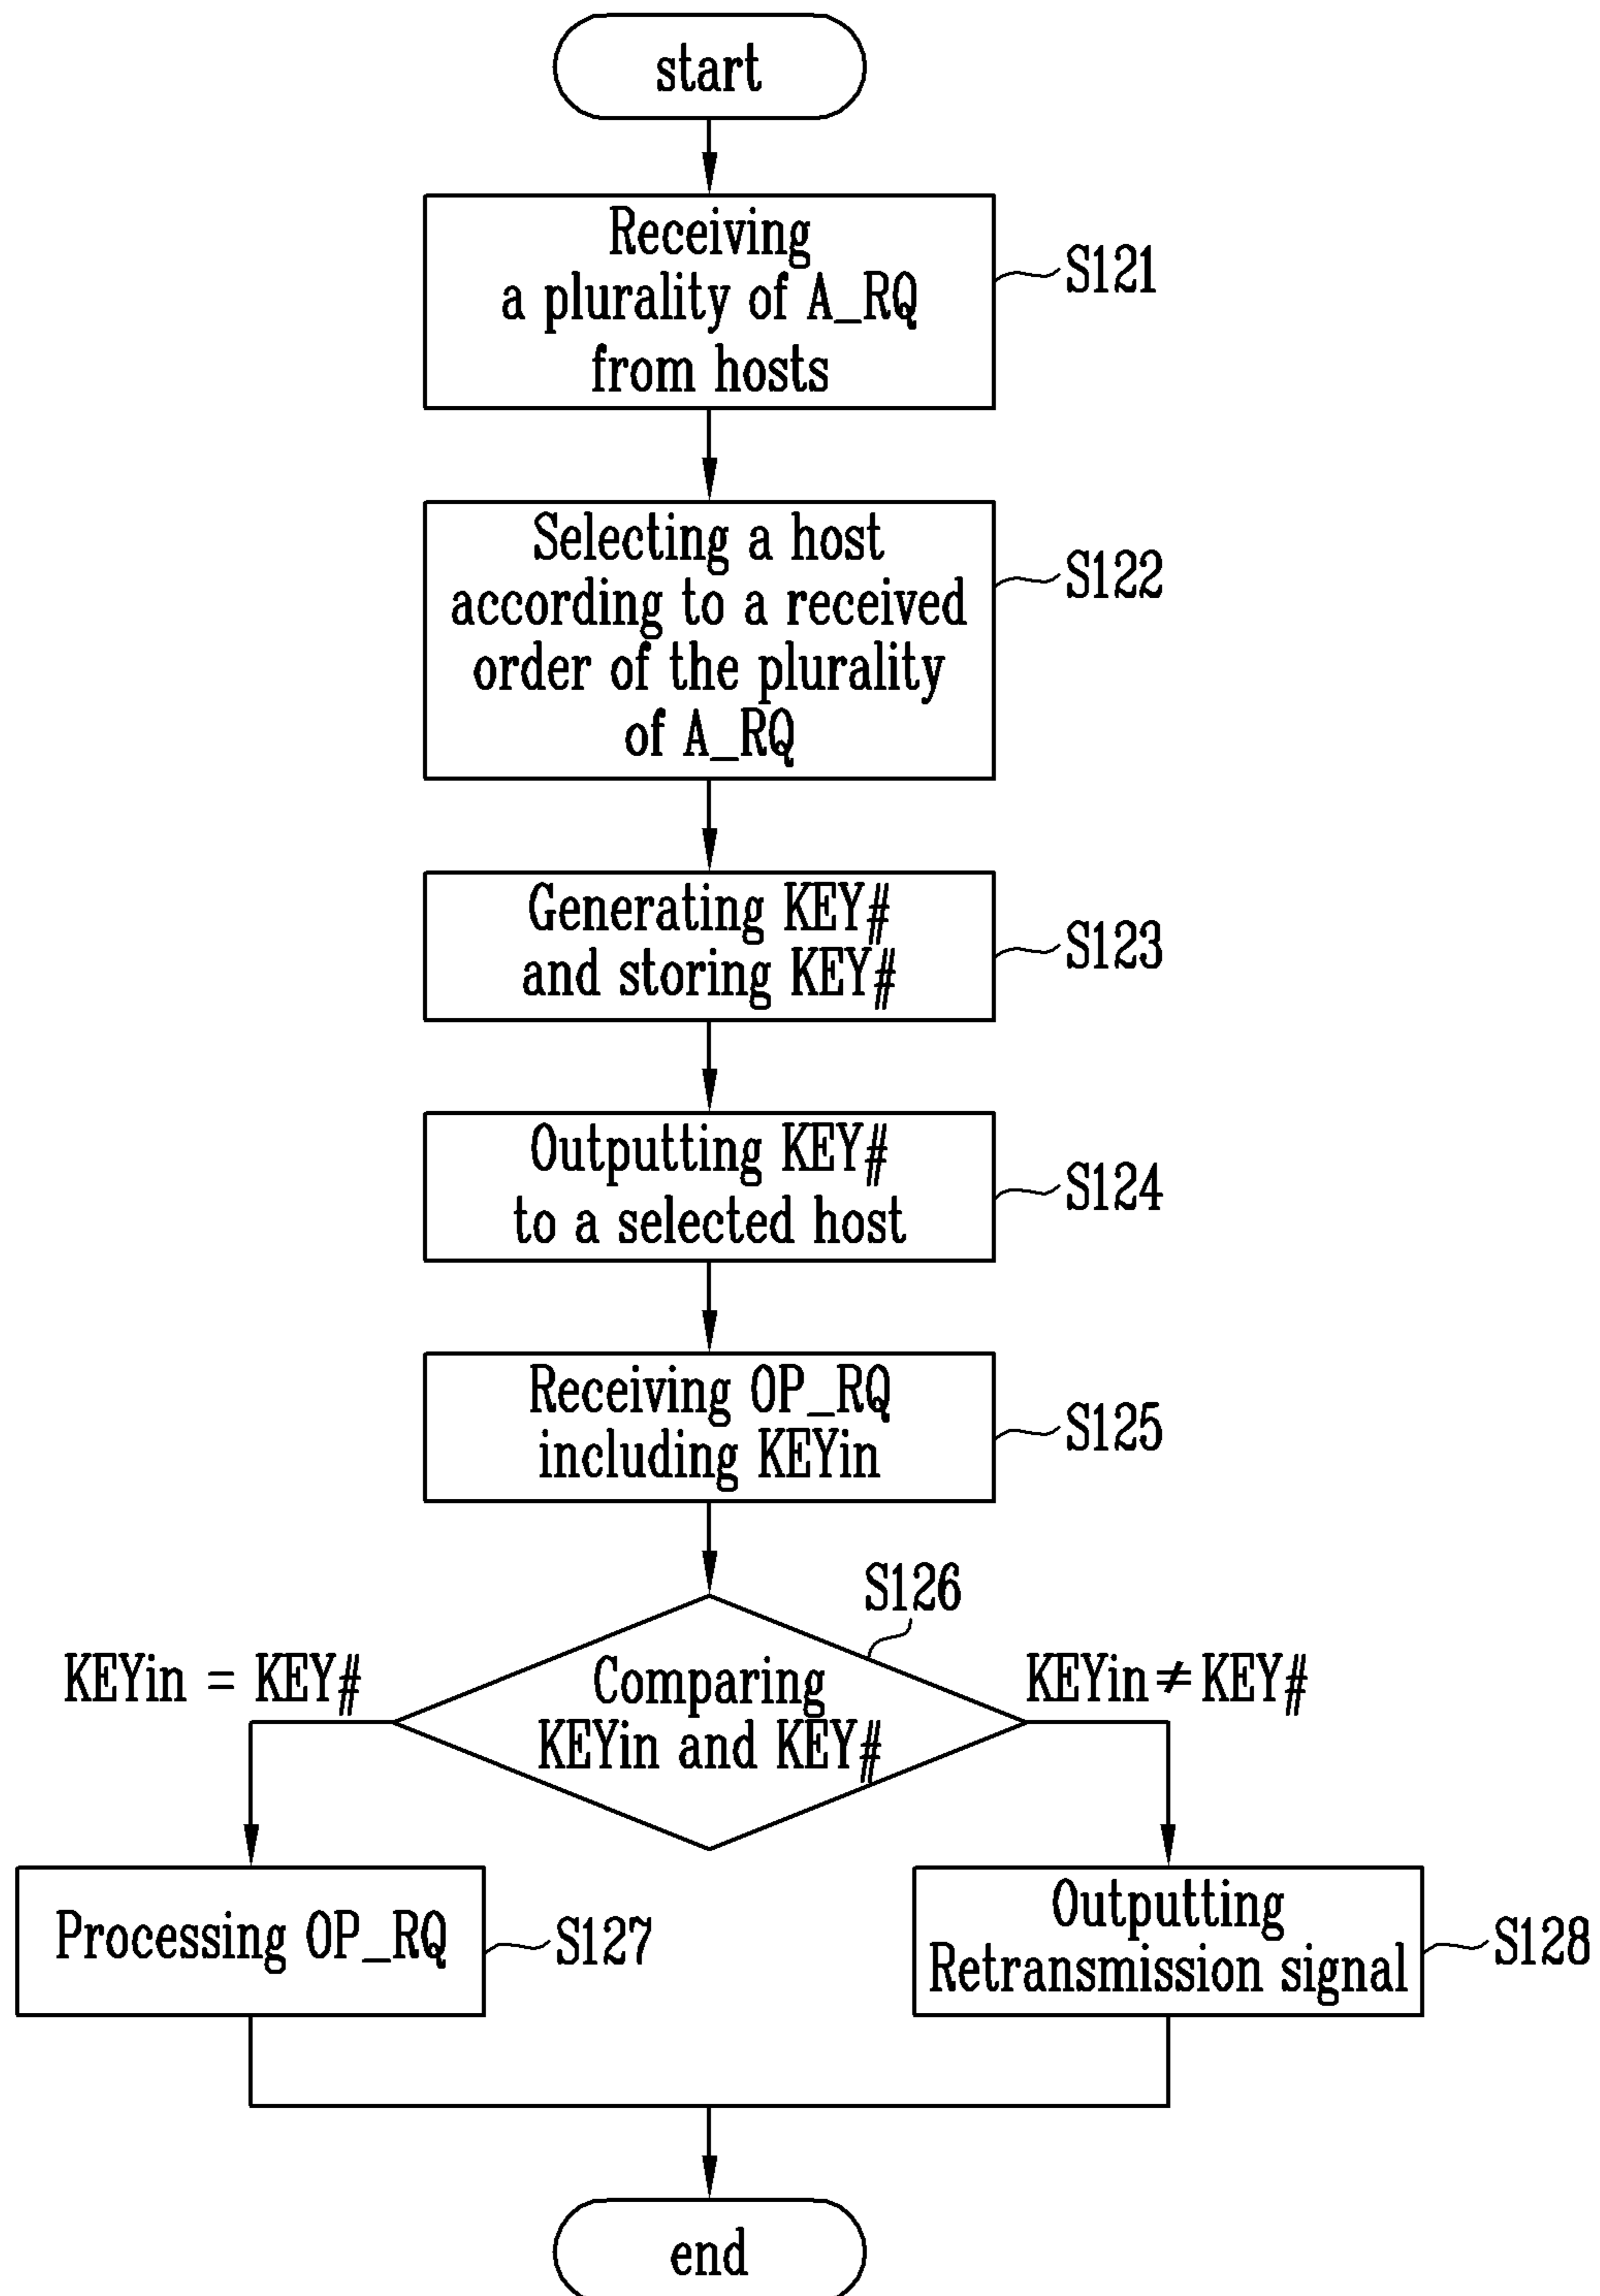 start
Receiving
a plurality of A_RQ
from hosts
S121
Selecting a host
according to a received
order of the plurality
of A_RQ
S122
Generating KEY#
and storing KEY#
S123
Outputting KEY#
to a selected host
S124
Receiving OP_RQ
including KEYin
S125
S126
KEYin = KEY#
Comparing
KEYin and KEY#
KEYin ≠ KEY#
Processing OP_RQ
S127
Outputting
Retransmission signal
S128
end